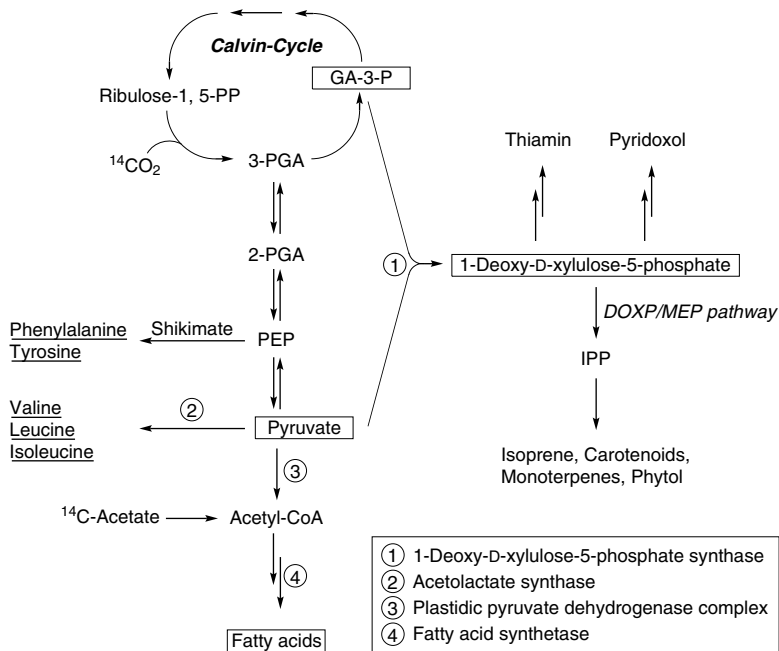 Calvin-Cycle
GA-3-P
Ribulose-1, 5-PP
¹⁴CO₂
3-PGA
Thiamin
Pyridoxol
2-PGA
① 1-Deoxy-D-xylulose-5-phosphate
DOXP/MEP pathway
Phenylalanine
Tyrosine
Shikimate
PEP
IPP
Valine
Leucine
Isoleucine
②
Pyruvate
Isoprene, Carotenoids,
Monoterpenes, Phytol
③
¹⁴C-Acetate
Acetyl-CoA
④
Fatty acids
① 1-Deoxy-D-xylulose-5-phosphate synthase
② Acetolactate synthase
③ Plastidic pyruvate dehydrogenase complex
④ Fatty acid synthetase